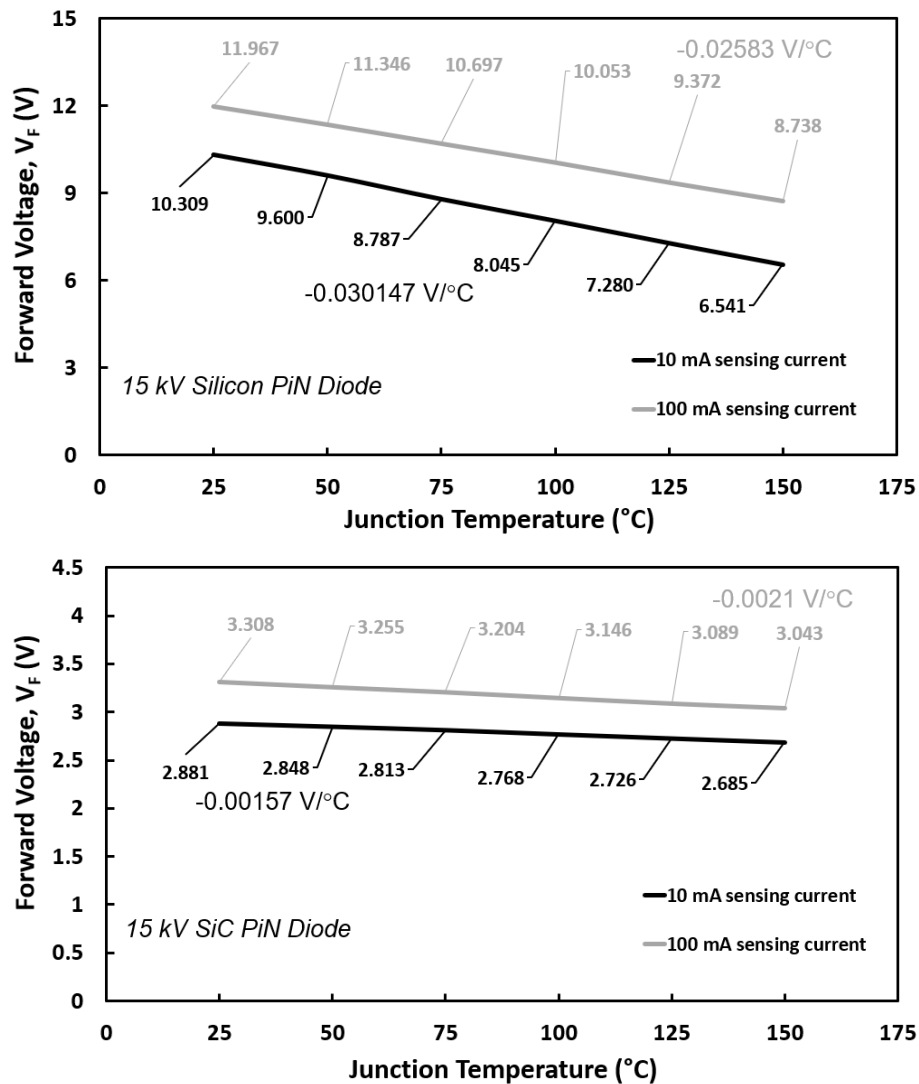 15
12
9
6
3
0
Forward Voltage, V_F (V)
11.967
11.346
10.697
10.053
-0.02583 V/°C
9.372
8.738
10.309
9.600
8.787
8.045
7.280
6.541
-0.030147 V/°C
15 kV Silicon PiN Diode
10 mA sensing current
100 mA sensing current
0 25 50 75 100 125 150 175
Junction Temperature (°C)
4.5
4
3.5
3
2.5
2
1.5
1
0.5
0
Forward Voltage, V_F (V)
-0.0021 V/°C
3.308
3.255
3.204
3.146
3.089
3.043
2.881
2.848
2.813
2.768
2.726
2.685
-0.00157 V/°C
15 kV SiC PiN Diode
10 mA sensing current
100 mA sensing current
0 25 50 75 100 125 150 175
Junction Temperature (°C)